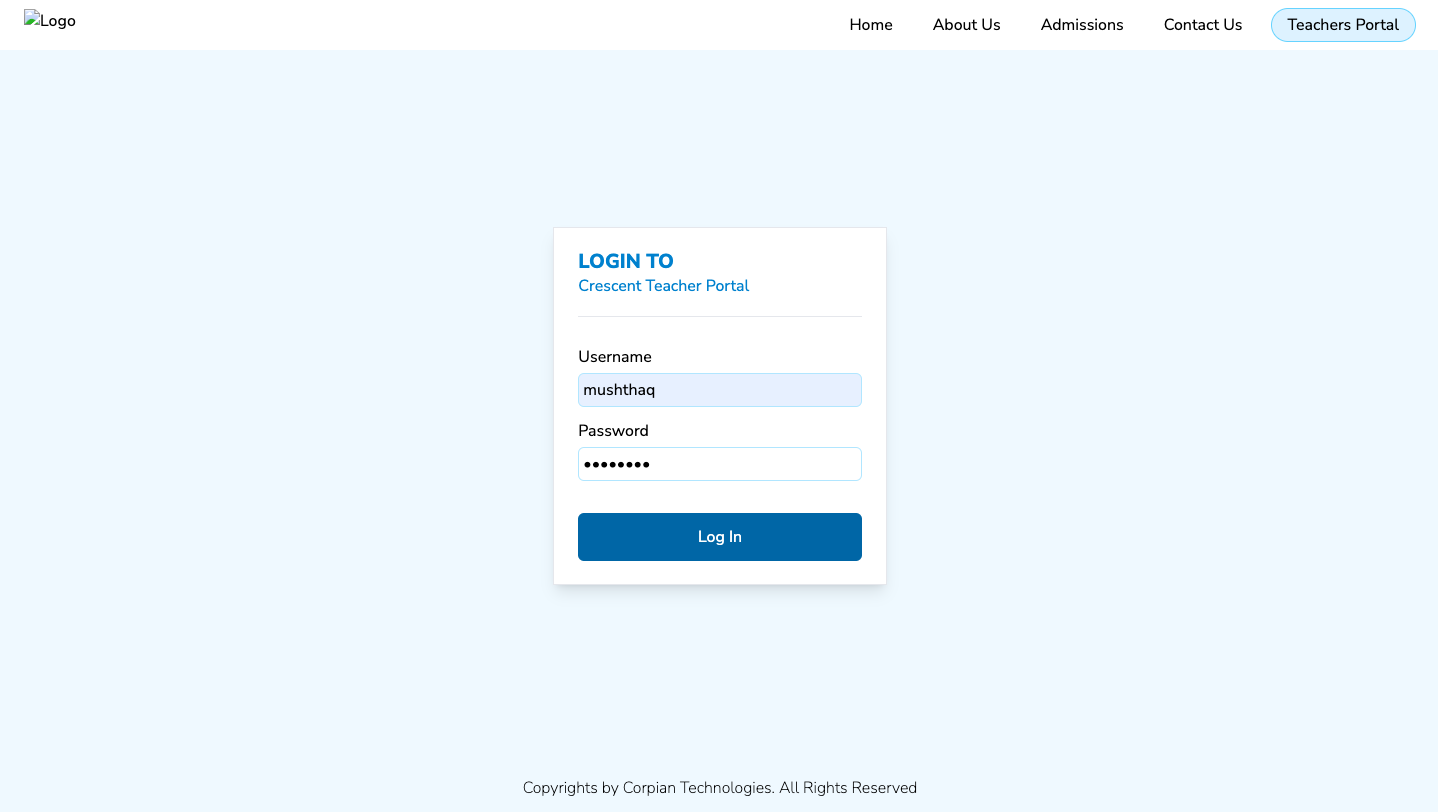 Logo
Home
About Us
Admissions
Contact Us
Teachers Portal
LOGIN TO
Crescent Teacher Portal
Username
mushthaq
Password
••••••••
Log In
Copyrights by Corpian Technologies. All Rights Reserved